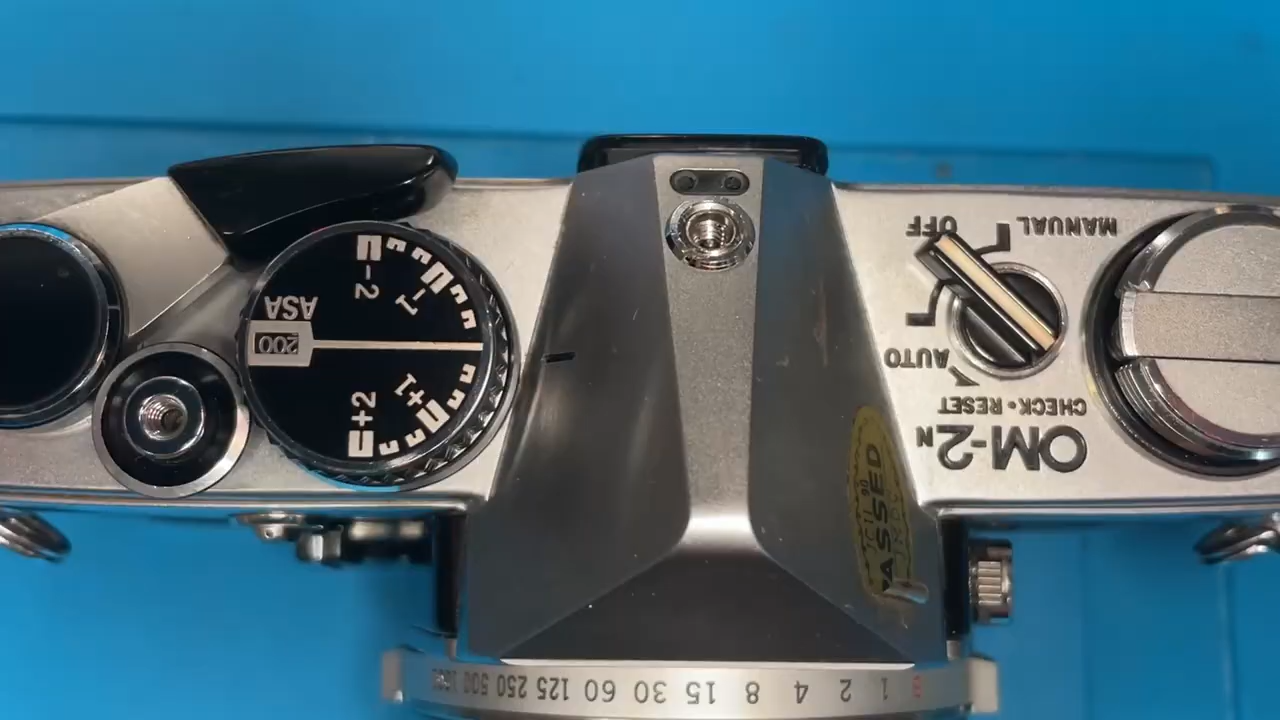 OM-2N
CHECK•RESET
AUTO
OFF
MANUAL
+2
+1
-1
-2
ASA
200
PASSED
1 2 4 8 15 30 60 125 250 500